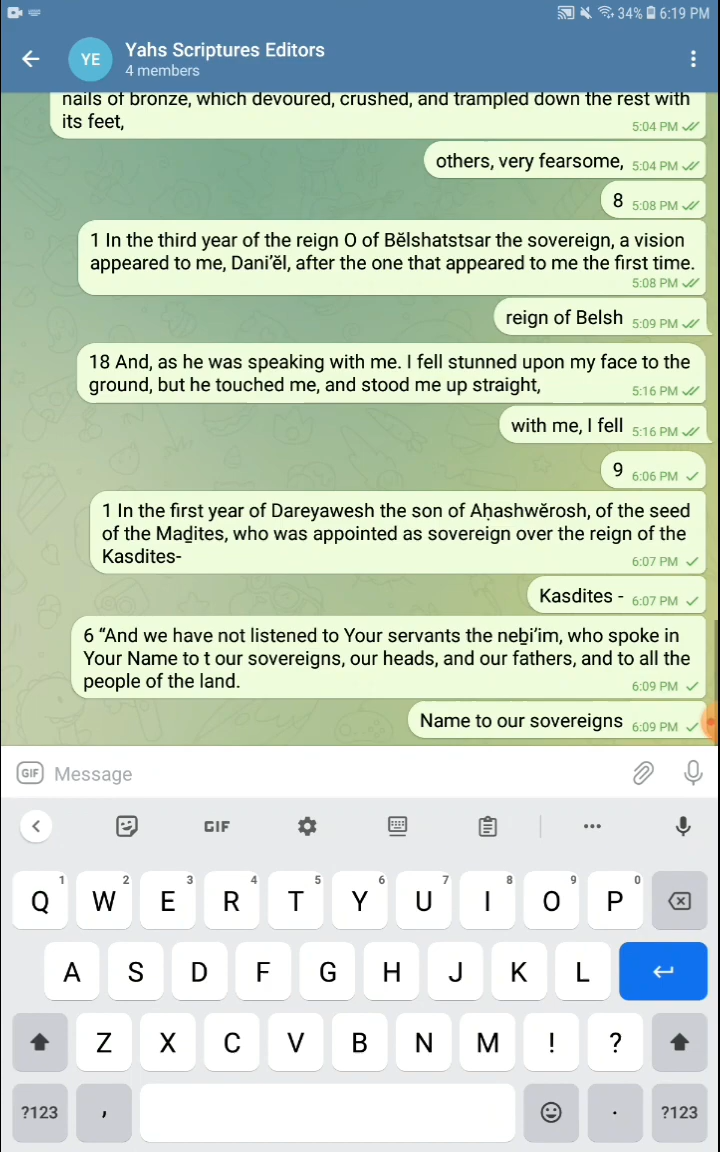 34% 6:19 PM
YE
Yahs Scriptures Editors
4 members
nails of bronze, which devoured, crushed, and trampled down the rest with
its feet,
5:04 PM
others, very fearsome, 5:04 PM
8 5:08 PM
1 In the third year of the reign O of Bĕlshatstsar the sovereign, a vision
appeared to me, Dani’ĕl, after the one that appeared to me the first time.
5:08 PM
reign of Belsh 5:09 PM
18 And, as he was speaking with me. I fell stunned upon my face to the
ground, but he touched me, and stood me up straight,
5:16 PM
with me, I fell 5:16 PM
9 6:06 PM
1 In the first year of Dareyawesh the son of Aḥashwĕrosh, of the seed
of the Maḏites, who was appointed as sovereign over the reign of the
Kasdites-
6:07 PM
Kasdites - 6:07 PM
6 “And we have not listened to Your servants the neḇi’im, who spoke in
Your Name to t our sovereigns, our heads, and our fathers, and to all the
people of the land.
6:09 PM
Name to our sovereigns 6:09 PM
GIF Message
GIF
Q 1 W 2 E 3 R 4 T 5 Y 6 U 7 I 8 O 9 P 0
A S D F G H J K L
Z X C V B N M ! ?
?123 , . ?123